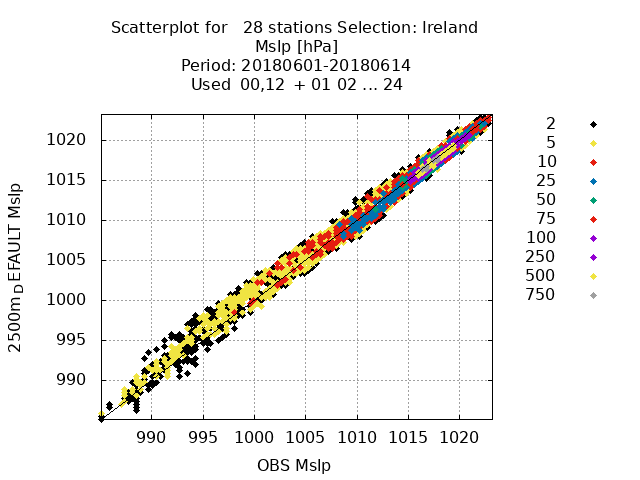 Scatterplot for   28 stations Selection: Ireland
Mslp [hPa]
Period: 20180601-20180614
Used  00,12  + 01 02 ... 24
2500m_DEFAULT Mslp
1020
1015
1010
1005
1000
995
990
990 995 1000 1005 1010 1015 1020
OBS Mslp
2
5
10
25
50
75
100
250
500
750